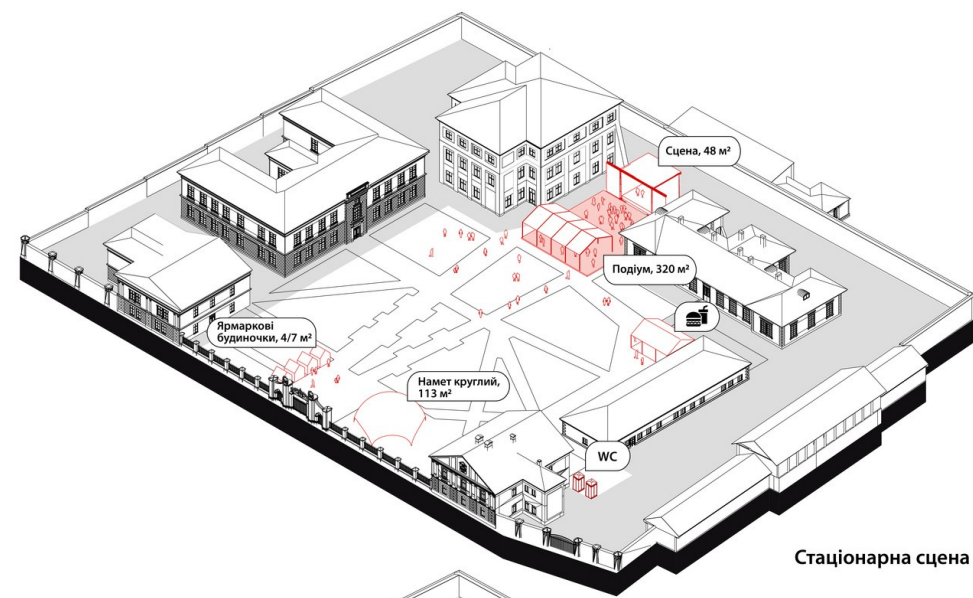 Сцена, 48 м²
Подіум, 320 м²
Ярмаркові
будиночки, 4/7 м²
Намет круглий,
113 м²
WC
Стаціонарна сцена